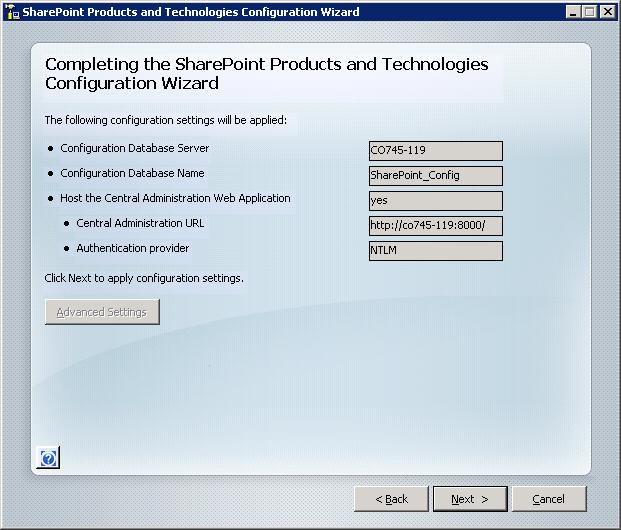 SharePoint Products and Technologies Configuration Wizard
Completing the SharePoint Products and Technologies
Configuration Wizard
The following configuration settings will be applied:
Configuration Database Server CO745-119
Configuration Database Name SharePoint_Config
Host the Central Administration Web Application yes
Central Administration URL http://co745-119:8000/
Authentication provider NTLM
Click Next to apply configuration settings.
Advanced Settings
?
< Back Next > Cancel